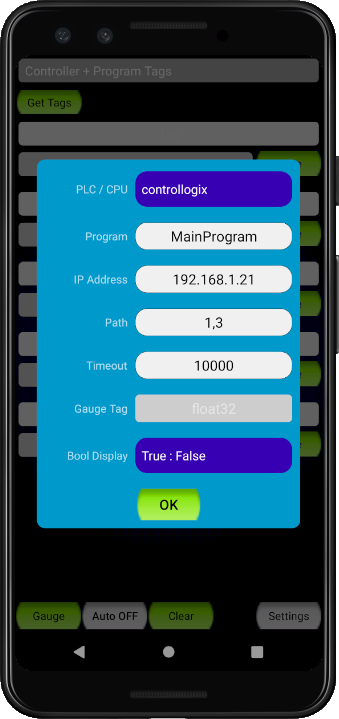 Controller + Program Tags
Get Tags
PLC / CPU controllogix
Program MainProgram
IP Address 192.168.1.21
Path 1,3
Timeout 10000
Gauge Tag float32
Bool Display True : False
OK
Gauge Auto OFF Clear Settings